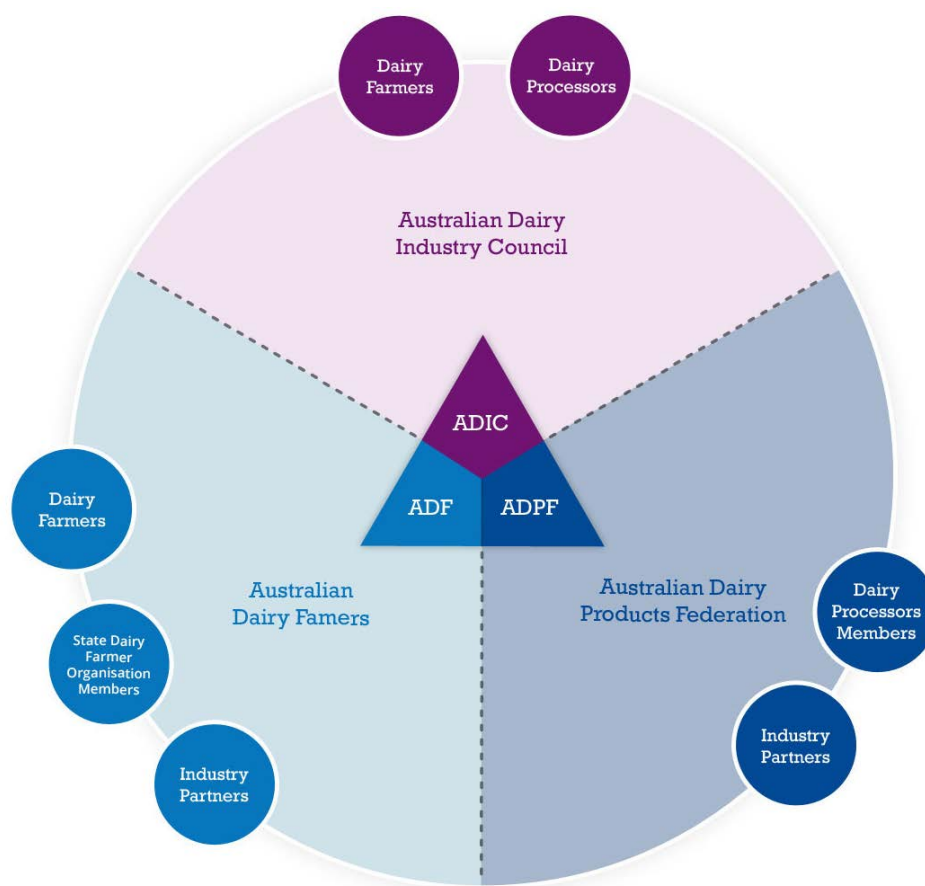 Dairy
Farmers
Dairy
Processors
Australian Dairy
Industry Council
ADIC
ADF
ADPF
Dairy
Farmers
Australian
Dairy Famers
Australian Dairy
Products Federation
Dairy
Processors
Members
State Dairy
Farmer
Organisation
Members
Industry
Partners
Industry
Partners